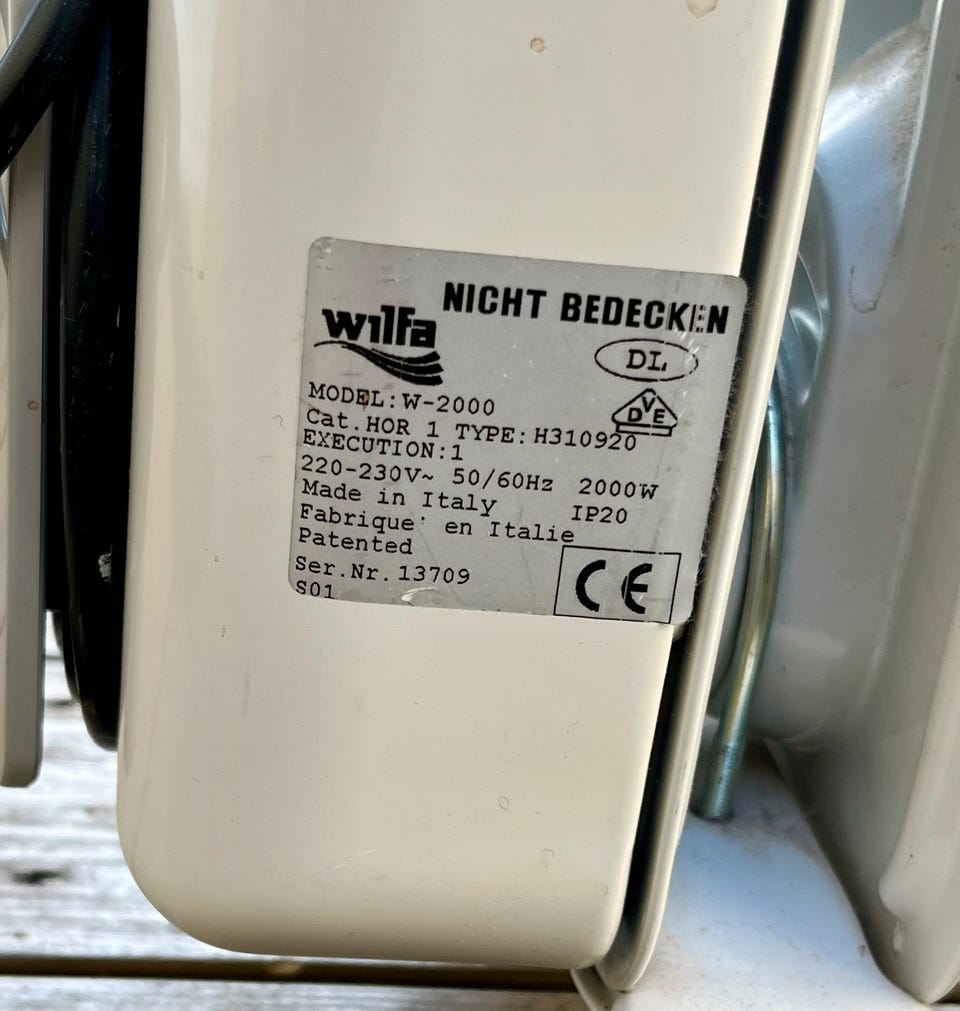 NICHT BEDECKEN
wilfa
DL
MODEL:W-2000
DVE
Cat.HOR 1 TYPE:H310920
EXECUTION:1
220-230V~ 50/60Hz 2000W
Made in Italy IP20
Fabrique' en Italie
Patented
CE
Ser.Nr.13709
S01